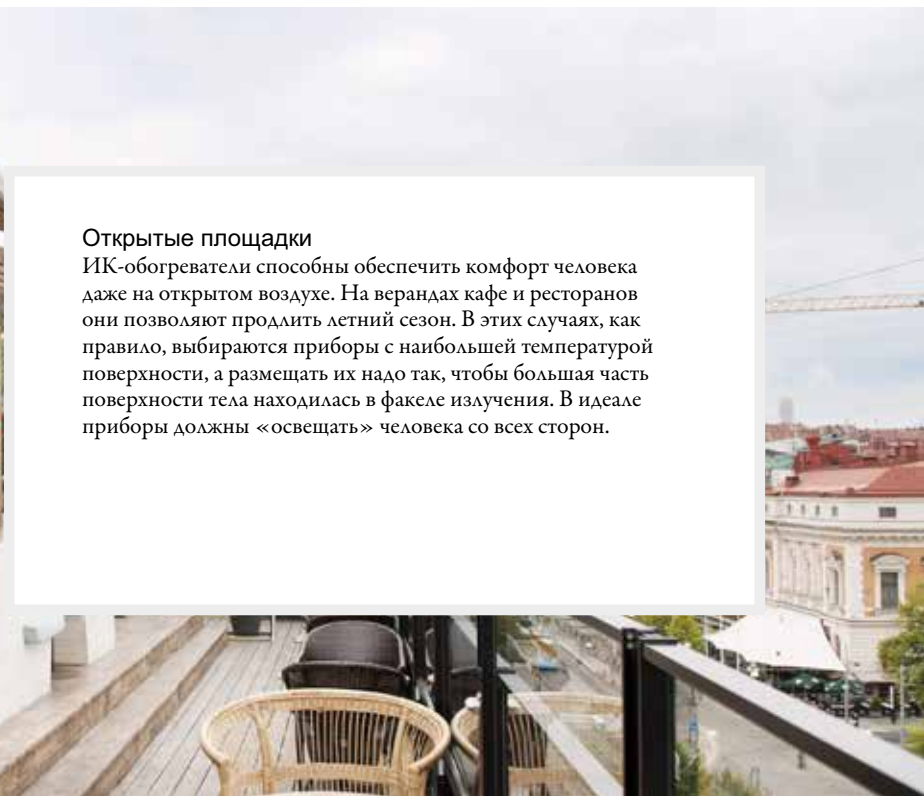 Открытые площадки
ИК-обогреватели способны обеспечить комфорт человека
даже на открытом воздухе. На верандах кафе и ресторанов
они позволяют продлить летний сезон. В этих случаях, как
правило, выбираются приборы с наибольшей температурой
поверхности, а размещать их надо так, чтобы большая часть
поверхности тела находилась в факеле излучения. В идеале
приборы должны «освещать» человека со всех сторон.